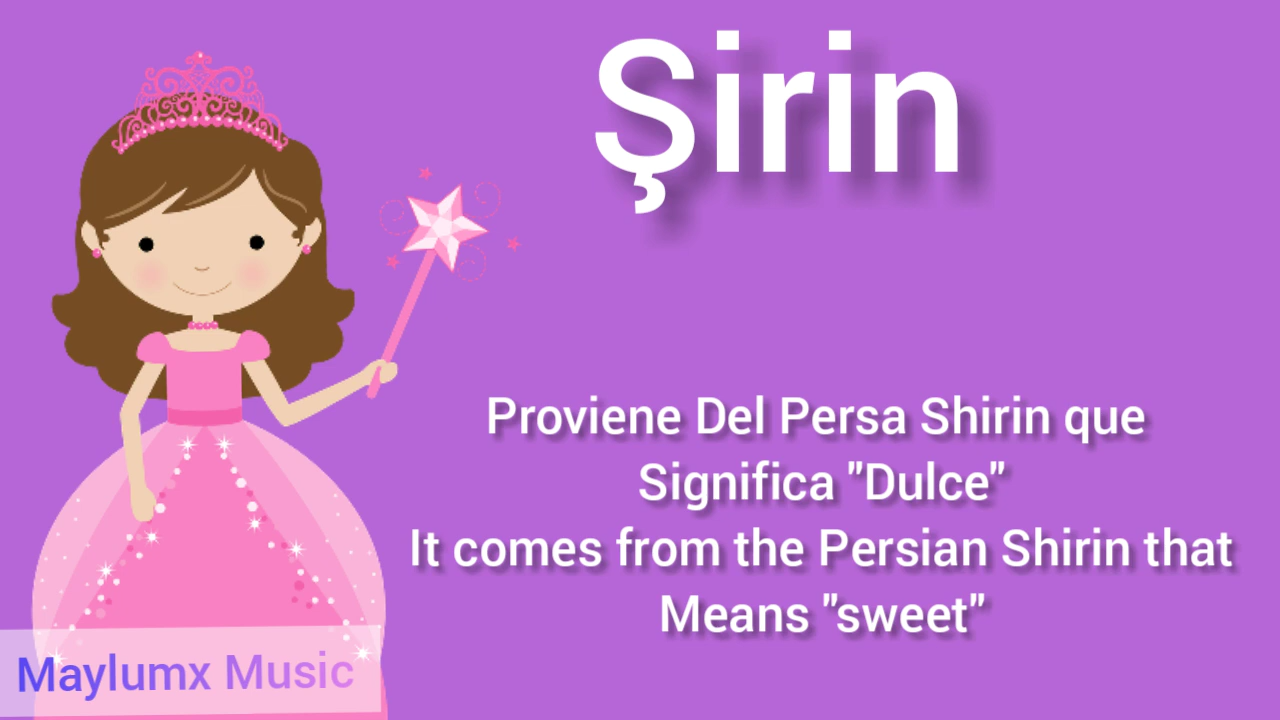 Şirin
Proviene Del Persa Shirin que
Significa "Dulce"
It comes from the Persian Shirin that
Means "sweet"
Maylumx Music